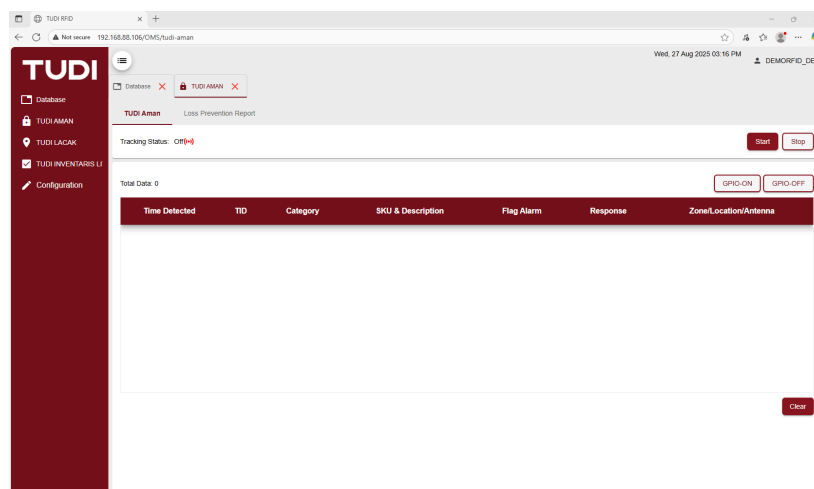 TUDI RFID
Not secure 192.168.88.106/OMS/tudi-aman
TUDI
Wed, 27 Aug 2025 03:16 PM
DEMORFID_DE
Database
TUDI AMAN
TUDI LACAK
TUDI INVENTARIS LI
Configuration
Database
TUDI AMAN
TUDI Aman
Loss Prevention Report
Tracking Status: Off
Start
Stop
Total Data: 0
GPIO-ON
GPIO-OFF
Time Detected TID Category SKU & Description Flag Alarm Response Zone/Location/Antenna
Clear